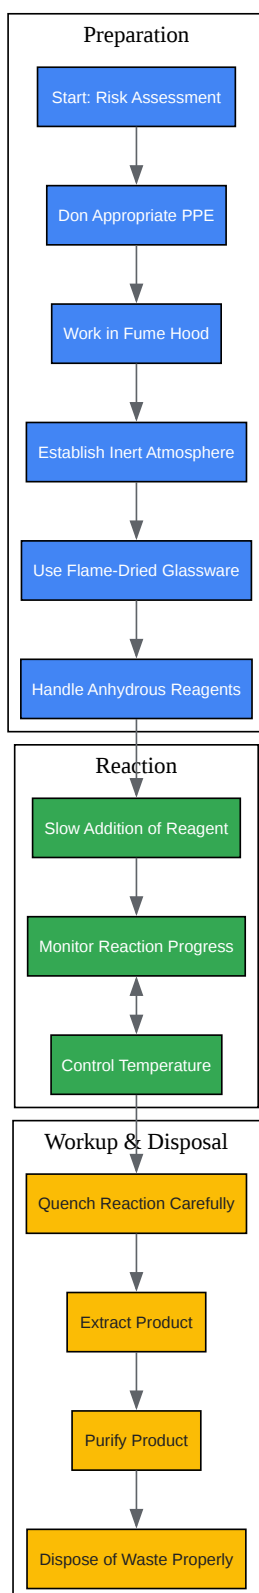 Preparation
Start: Risk Assessment
Don Appropriate PPE
Work in Fume Hood
Establish Inert Atmosphere
Use Flame-Dried Glassware
Handle Anhydrous Reagents
Reaction
Slow Addition of Reagent
Monitor Reaction Progress
Control Temperature
Workup & Disposal
Quench Reaction Carefully
Extract Product
Purify Product
Dispose of Waste Properly